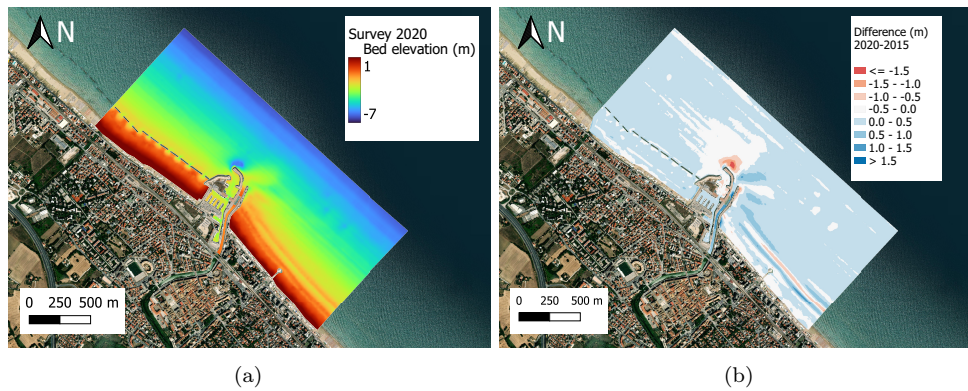 N
Survey 2020
Bed elevation (m)
1
-7
0 250 500 m
(a)
N
Difference (m)
2020-2015
<= -1.5
-1.5 - -1.0
-1.0 - -0.5
-0.5 - 0.0
0.0 - 0.5
0.5 - 1.0
1.0 - 1.5
> 1.5
0 250 500 m
(b)